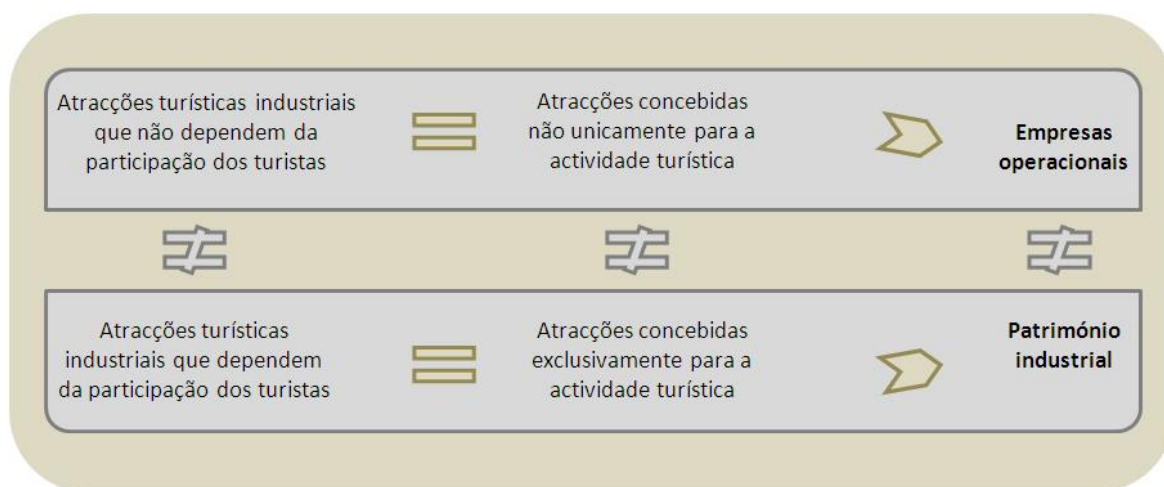 Atracções turísticas industriais
que não dependem da
participação dos turistas
Atracções concebidas
não unicamente para a
actividade turística
Empresas
operacionais
Atracções turísticas
industriais que dependem
da participação dos turistas
Atracções concebidas
exclusivamente para a
actividade turística
Património
industrial